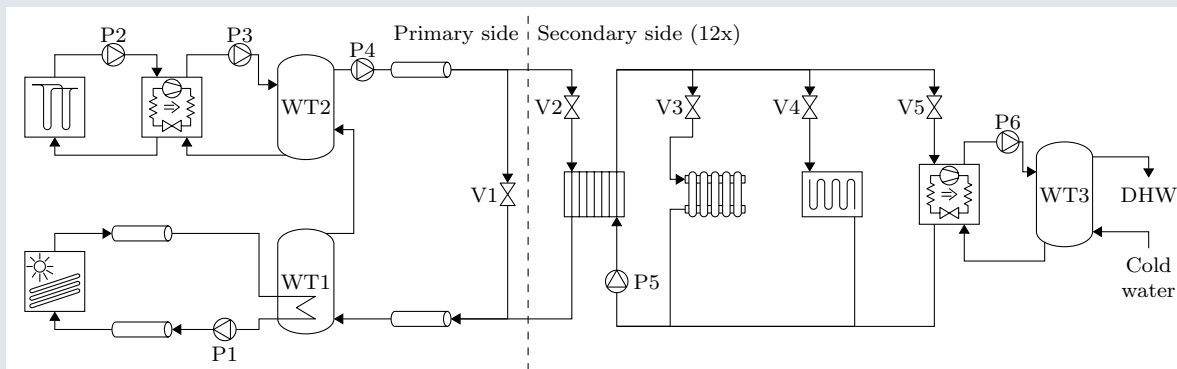 Primary side
Secondary side (12x)
P2
P3
P4
WT2
V1
V2
V3
V4
V5
P6
WT3
DHW
Cold
water
WT1
P5
P1